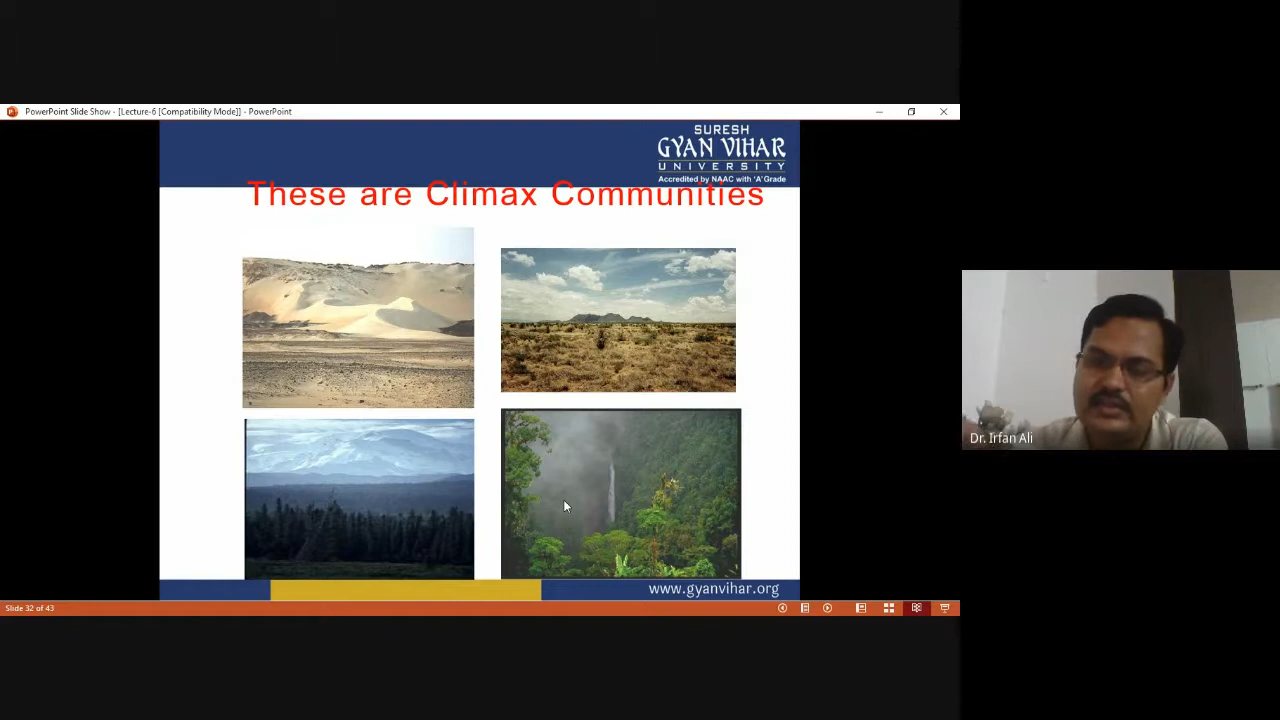 PowerPoint Slide Show - [Lecture-6 [Compatibility Mode]] - PowerPoint
SURESH
GYAN VIHAR
UNIVERSITY
Accredited by NAAC with 'A' Grade
These are Climax Communities
Dr. Irfan Ali
www.gyanvihar.org
Slide 32 of 43